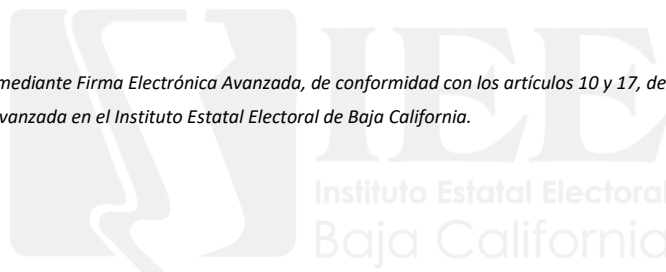 mediante Firma Electrónica Avanzada, de conformidad con los artículos 10 y 17, de
vanzada en el Instituto Estatal Electoral de Baja California.
IEE
Instituto Estatal Electoral
Baja California